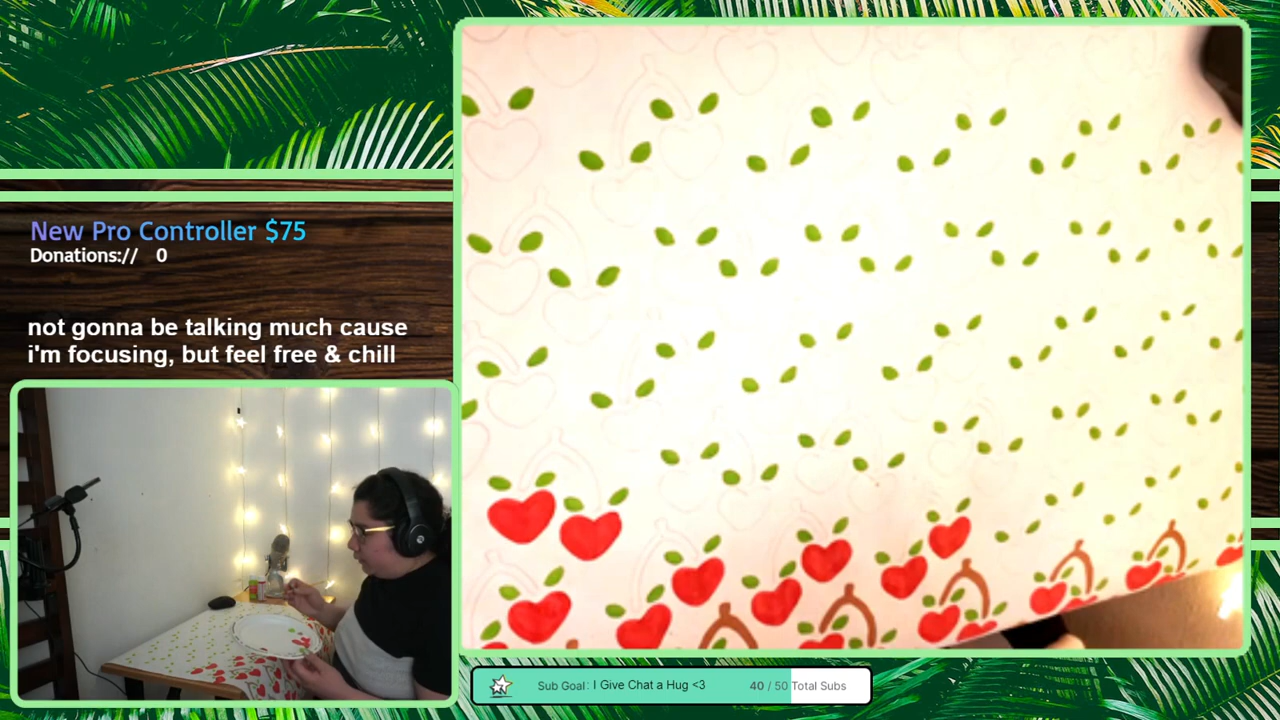 New Pro Controller $75
Donations:// 0
not gonna be talking much cause
i'm focusing, but feel free & chill
Sub Goal: I Give Chat a Hug <3 40 / 50 Total Subs